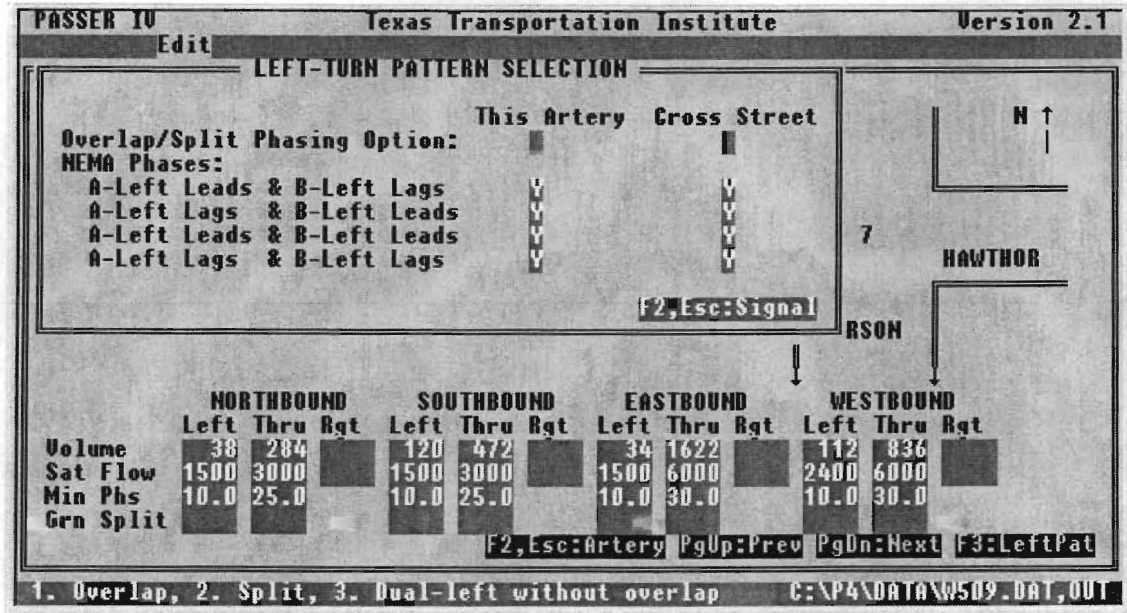 PASSER IV Texas Transportation Institute Version 2.1
Edit
LEFT-TURN PATTERN SELECTION
This Artery Cross Street
Overlap/Split Phasing Option:
NEMA Phases:
A-Left Leads & B-Left Lags Y Y
A-Left Lags & B-Left Leads Y Y
A-Left Leads & B-Left Leads Y Y
A-Left Lags & B-Left Lags Y Y
F2,Esc:Signal
N ↑
7
HAWTHOR
RSON
NORTHBOUND SOUTHBOUND EASTBOUND WESTBOUND
Left Thru Rgt Left Thru Rgt Left Thru Rgt Left Thru Rgt
Volume 38 284 120 472 34 1622 112 836
Sat Flow 1500 3000 1500 3000 1500 6000 2400 6000
Min Phs 10.0 25.0 10.0 25.0 10.0 30.0 10.0 30.0
Grn Split
F2,Esc:Artery PgUp:Prev PgDn:Next F3:LeftPat
1. Overlap, 2. Split, 3. Dual-left without overlap C:\P4\DATA\W5D9.DAT,OUT